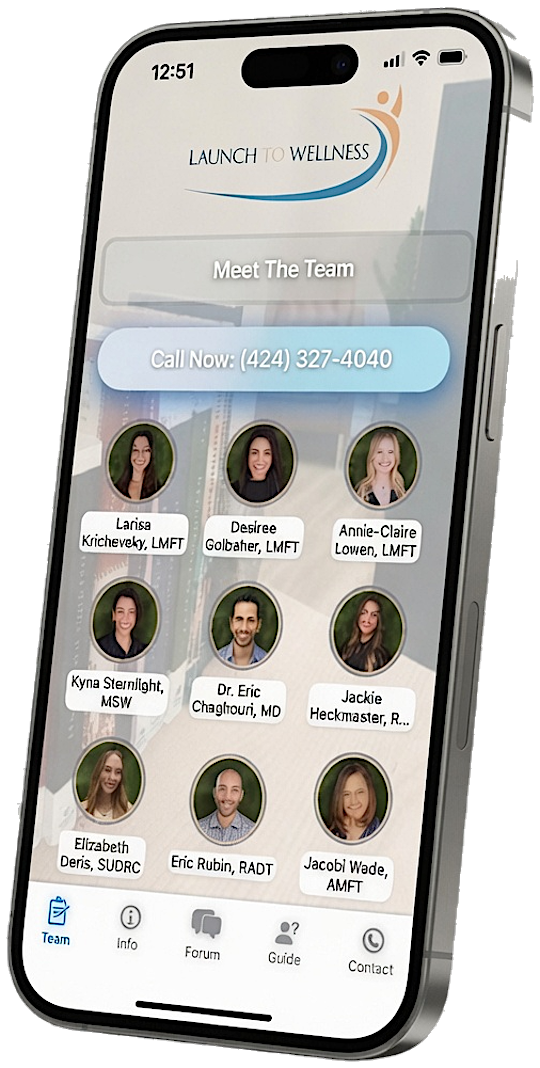 12:51
LAUNCH TO WELLNESS
Meet The Team
Call Now: (424) 327-4040
Larisa
Kricheveky, LMFT
Desiree
Golbaher, LMFT
Annie-Claire
Lowen, LMFT
Kyna Sternlight,
MSW
Dr. Eric
Chaghouri, MD
Jackie
Heckmaster, R...
Elizabeth
Deris, SUDRC
Eric Rubin, RADT
Jacobi Wade,
AMFT
Team
Info
Forum
Guide
Contact